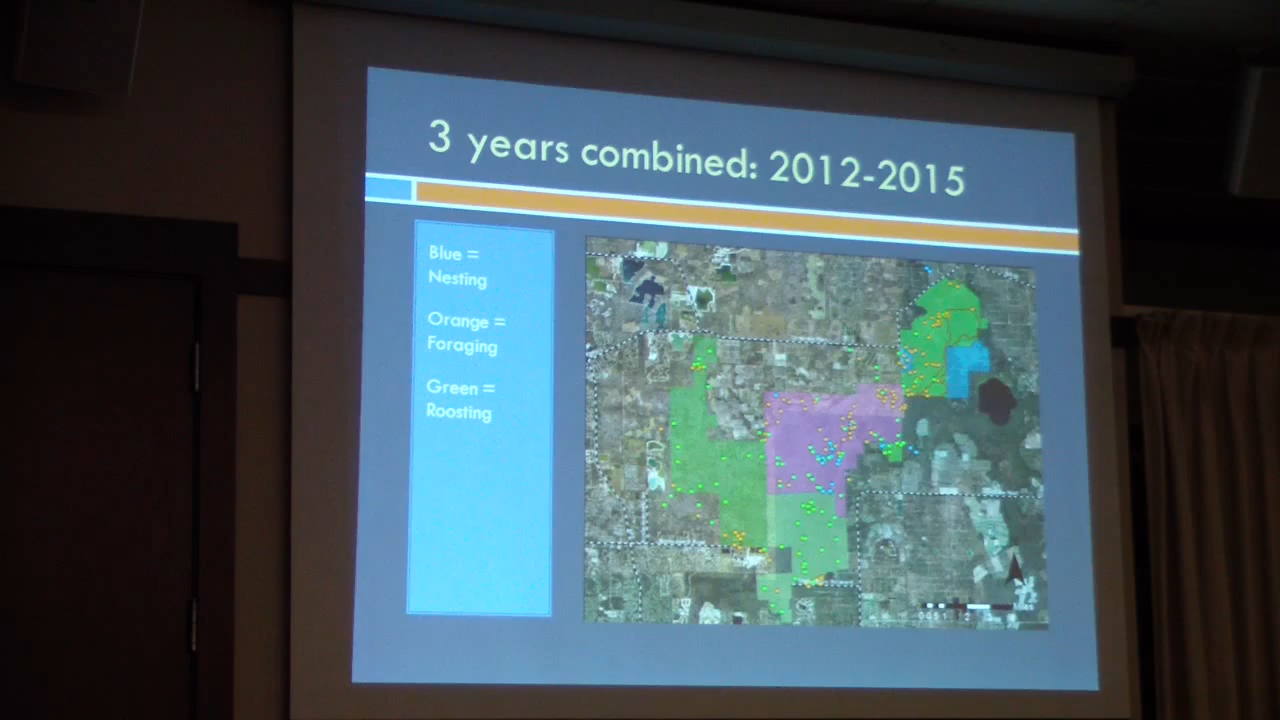 3 years combined: 2012-2015
Blue =
Nesting
Orange =
Foraging
Green =
Roosting